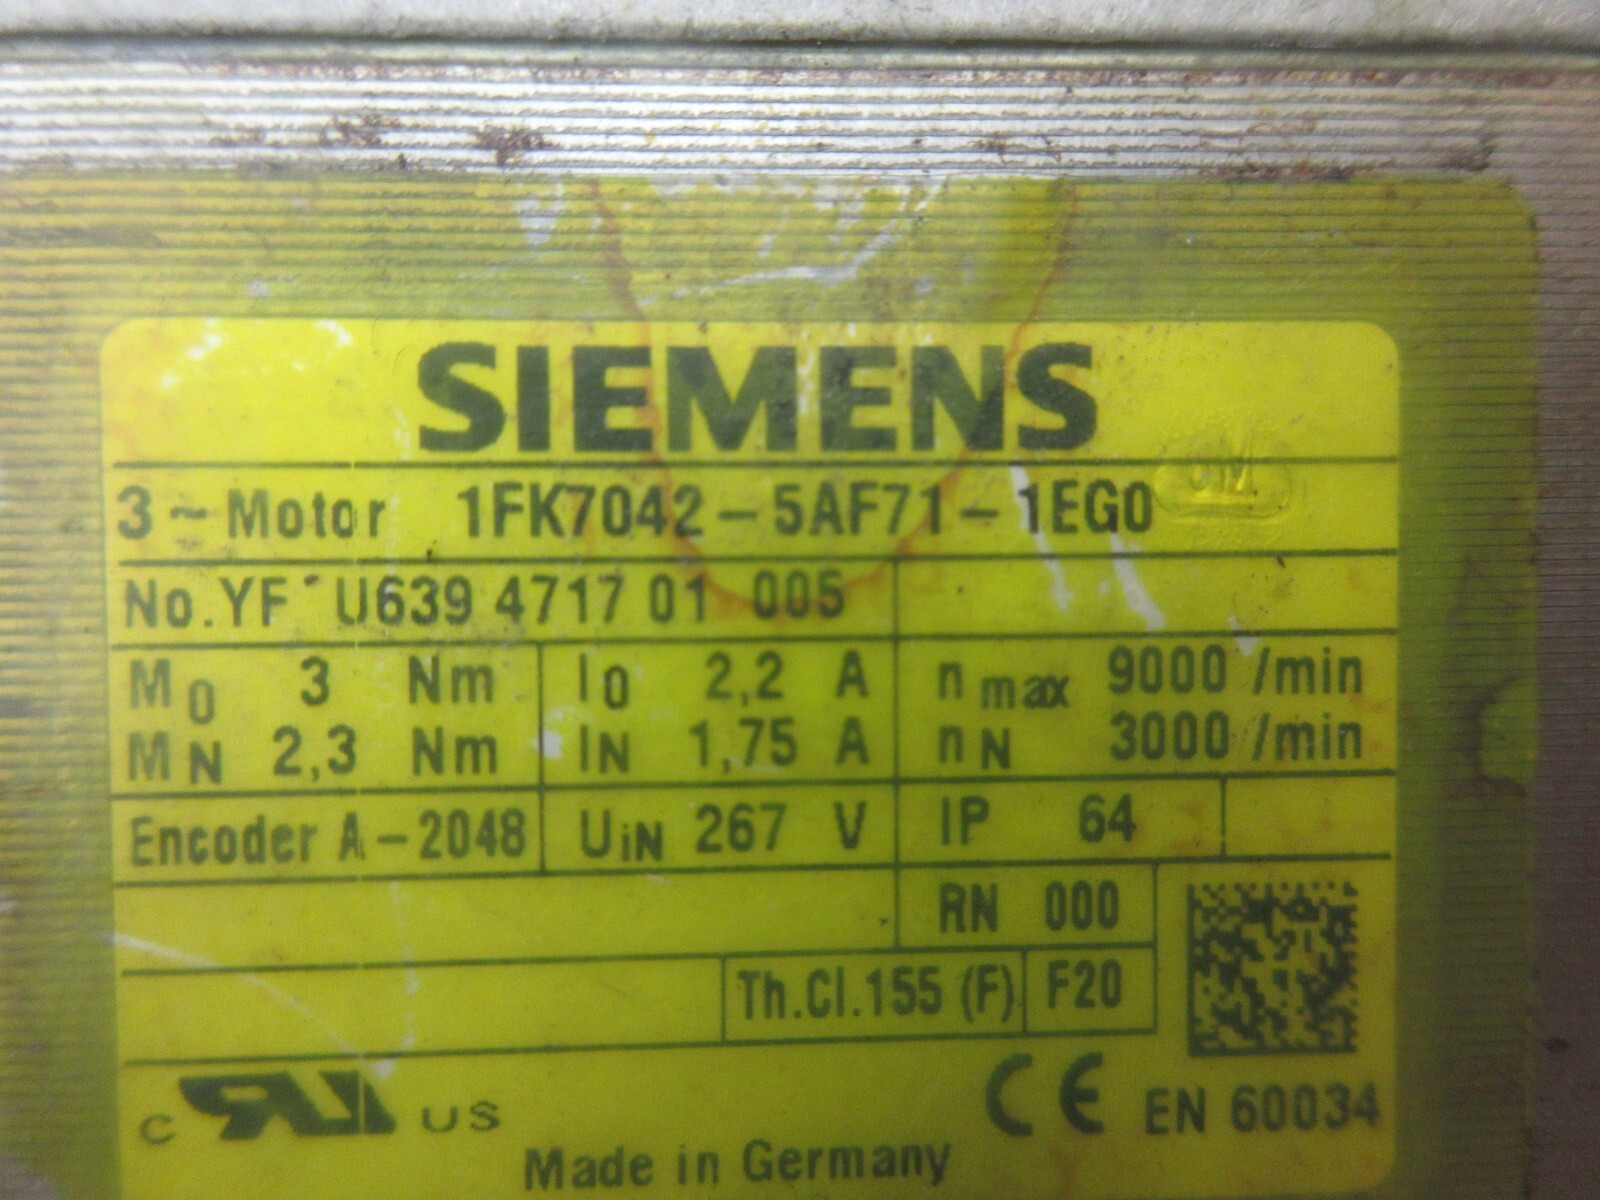 SIEMENS
3 ~ Motor 1FK7042-5AF71-1EG0
No.YF U639 4717 01 005
M0 3 Nm I0 2,2 A n max 9000 /min
MN 2,3 Nm IN 1,75 A nN 3000 /min
Encoder A-2048 UiN 267 V IP 64
RN 000
Th.Cl.155 (F) F20
C US CE EN 60034
Made in Germany